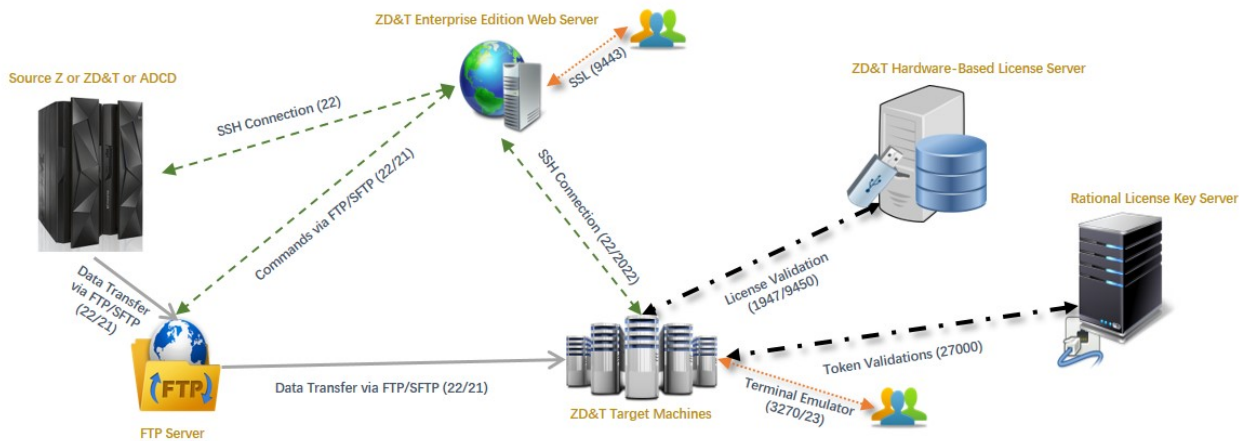 ZD&T Enterprise Edition Web Server
SSL (9443)
Source Z or ZD&T or ADCD
ZD&T Hardware-Based License Server
SSH Connection (22)
Commands via FTP/SFTP (22/21)
SSH Connection (22/2022)
Rational License Key Server
Data Transfer
via FTP/SFTP
(22/21)
License Validation
(1947/9450)
FTP
Data Transfer via FTP/SFTP (22/21)
Token Validations (27000)
Terminal Emulator
(3270/23)
ZD&T Target Machines
FTP Server